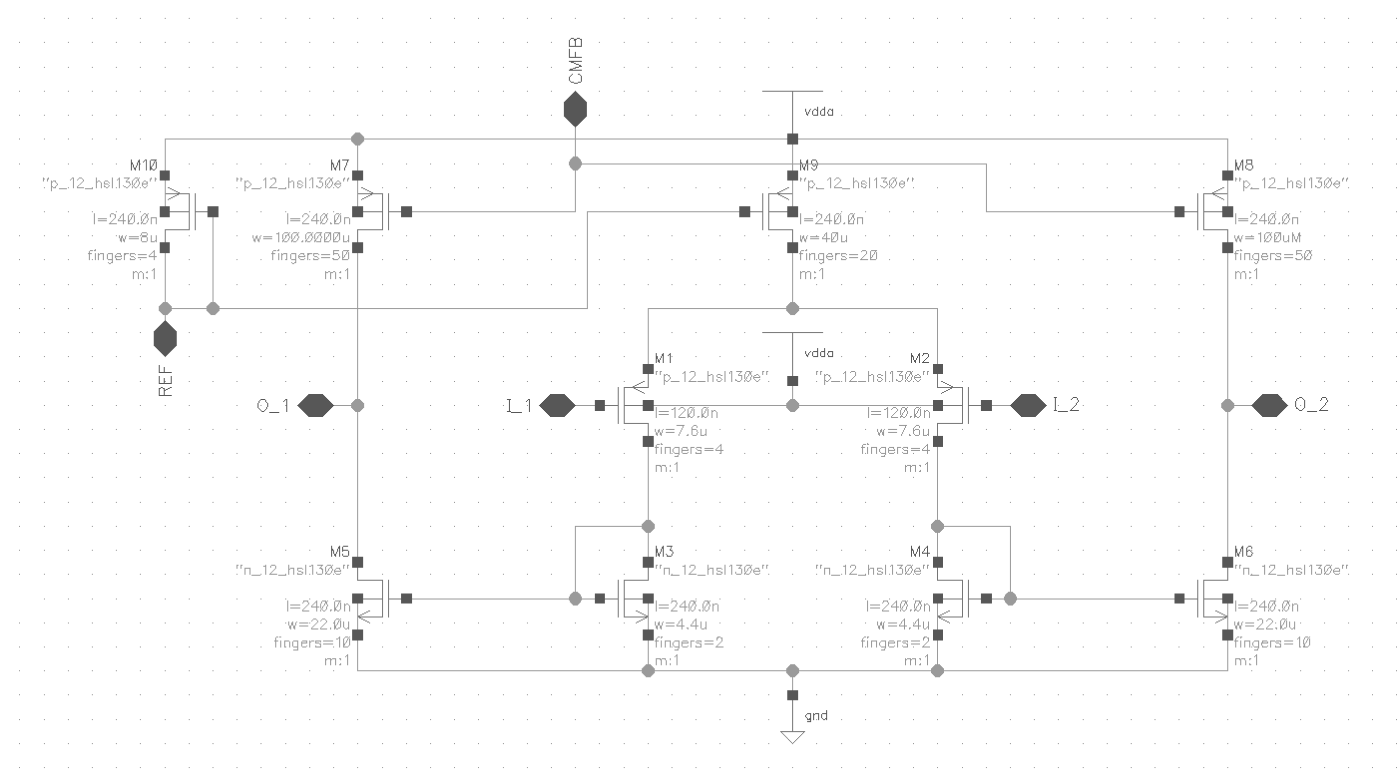 CMFB
vdda
M10
"p_12_hsl130e"
l=240.0n
w=8u
fingers=4
m:1
M7
"p_12_hsl130e"
l=240.0n
w=100.0000u
fingers=50
m:1
M9
"p_12_hsl130e"
l=240.0n
w=40u
fingers=20
m:1
M8
"p_12_hsl130e"
l=240.0n
w=100uM
fingers=50
m:1
REF
vdda
O_1
I_1
M1
"p_12_hsl130e"
l=120.0n
w=7.6u
fingers=4
m:1
M2
"p_12_hsl130e"
l=120.0n
w=7.6u
fingers=4
m:1
I_2
O_2
M5
"n_12_hsl130e"
l=240.0n
w=22.0u
fingers=10
m:1
M3
"n_12_hsl130e"
l=240.0n
w=4.4u
fingers=2
m:1
M4
"n_12_hsl130e"
l=240.0n
w=4.4u
fingers=2
m:1
M6
"n_12_hsl130e"
l=240.0n
w=22.0u
fingers=10
m:1
gnd